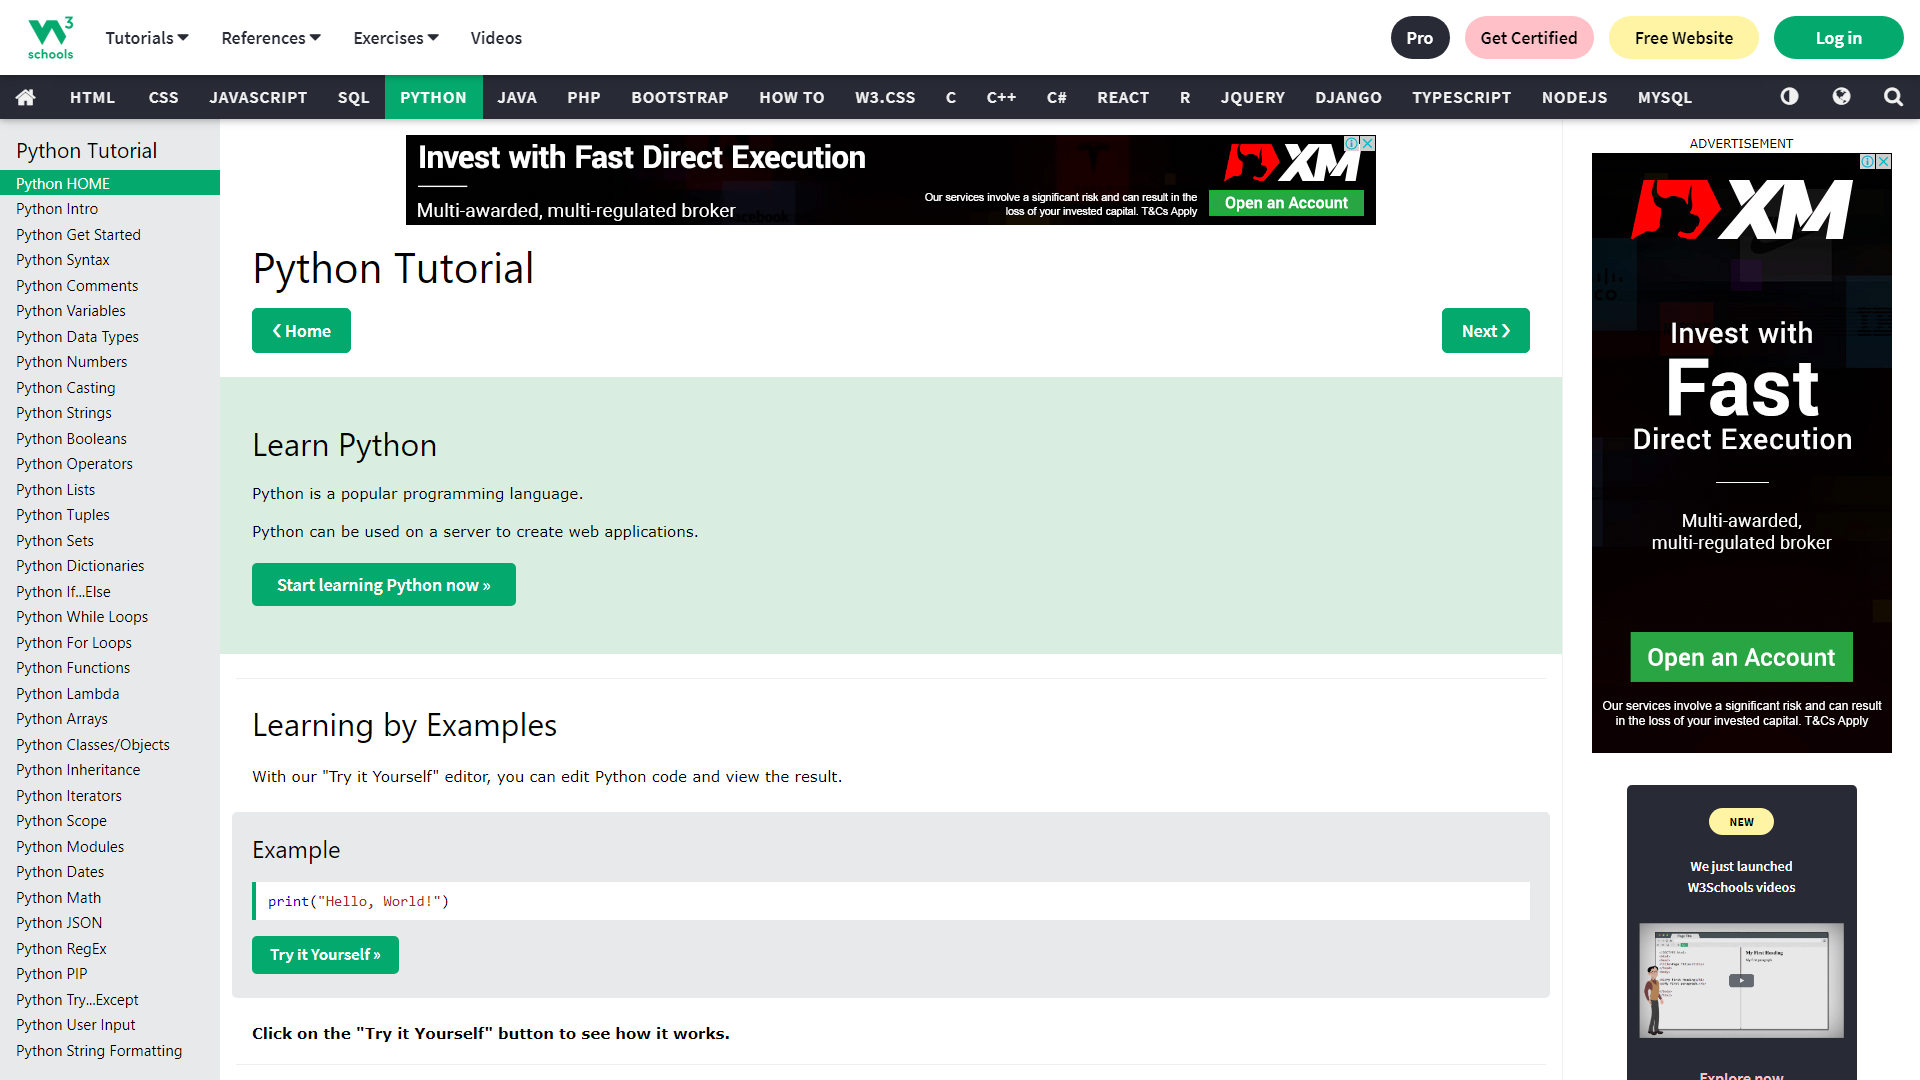 3
schools
Tutorials
References
Exercises
Videos
Pro
Get Certified
Free Website
Log in
HTML
CSS
JAVASCRIPT
SQL
PYTHON
JAVA
PHP
BOOTSTRAP
HOW TO
W3.CSS
C
C++
C#
REACT
R
JQUERY
DJANGO
TYPESCRIPT
NODEJS
MYSQL
Python Tutorial
Python HOME
Python Intro
Python Get Started
Python Syntax
Python Comments
Python Variables
Python Data Types
Python Numbers
Python Casting
Python Strings
Python Booleans
Python Operators
Python Lists
Python Tuples
Python Sets
Python Dictionaries
Python If...Else
Python While Loops
Python For Loops
Python Functions
Python Lambda
Python Arrays
Python Classes/Objects
Python Inheritance
Python Iterators
Python Scope
Python Modules
Python Dates
Python Math
Python JSON
Python RegEx
Python PIP
Python Try...Except
Python User Input
Python String Formatting
Invest with Fast Direct Execution
Multi-awarded, multi-regulated broker
Our services involve a significant risk and can result in the
loss of your invested capital. T&Cs Apply
XM
Open an Account
Python Tutorial
❮ Home
Next ❯
Learn Python
Python is a popular programming language.
Python can be used on a server to create web applications.
Start learning Python now »
Learning by Examples
With our "Try it Yourself" editor, you can edit Python code and view the result.
Example
print("Hello, World!")
Try it Yourself »
Click on the "Try it Yourself" button to see how it works.
ADVERTISEMENT
XM
Invest with
Fast
Direct Execution
Multi-awarded,
multi-regulated broker
Open an Account
Our services involve a significant risk and can result
in the loss of your invested capital. T&Cs Apply
NEW
We just launched
W3Schools videos
My First Heading
Explore now